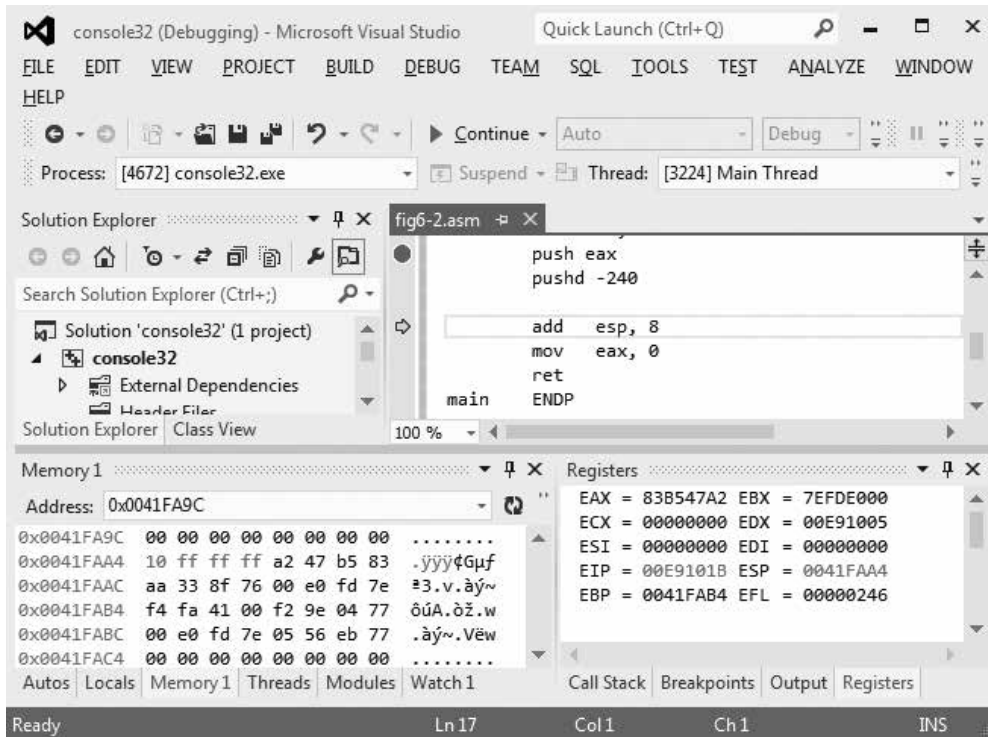 console32 (Debugging) - Microsoft Visual Studio
Quick Launch (Ctrl+Q)
FILE EDIT VIEW PROJECT BUILD DEBUG TEAM SQL TOOLS TEST ANALYZE WINDOW
HELP
Continue Auto Debug
Process: [4672] console32.exe Suspend Thread: [3224] Main Thread
Solution Explorer
Search Solution Explorer (Ctrl+;)
Solution 'console32' (1 project)
console32
External Dependencies
Header Files
Solution Explorer Class View
fig6-2.asm
push eax
pushd -240
add esp, 8
mov eax, 0
ret
main ENDP
100 %
Memory 1
Address: 0x0041FA9C
0x0041FA9C 00 00 00 00 00 00 00 00 ........
0x0041FAA4 10 ff ff ff a2 47 b5 83 .ÿÿÿ¢Gµƒ
0x0041FAAC aa 33 8f 76 00 e0 fd 7e ª3.v.àý~
0x0041FAB4 f4 fa 41 00 f2 9e 04 77 ôúA.òž.w
0x0041FABC 00 e0 fd 7e 05 56 eb 77 .àý~.Vëw
0x0041FAC4 00 00 00 00 00 00 00 00 ........
Autos Locals Memory 1 Threads Modules Watch 1
Registers
EAX = 83B547A2 EBX = 7EFDE000
ECX = 00000000 EDX = 00E91005
ESI = 00000000 EDI = 00000000
EIP = 00E9101B ESP = 0041FAA4
EBP = 0041FAB4 EFL = 00000246
Call Stack Breakpoints Output Registers
Ready Ln 17 Col 1 Ch 1 INS